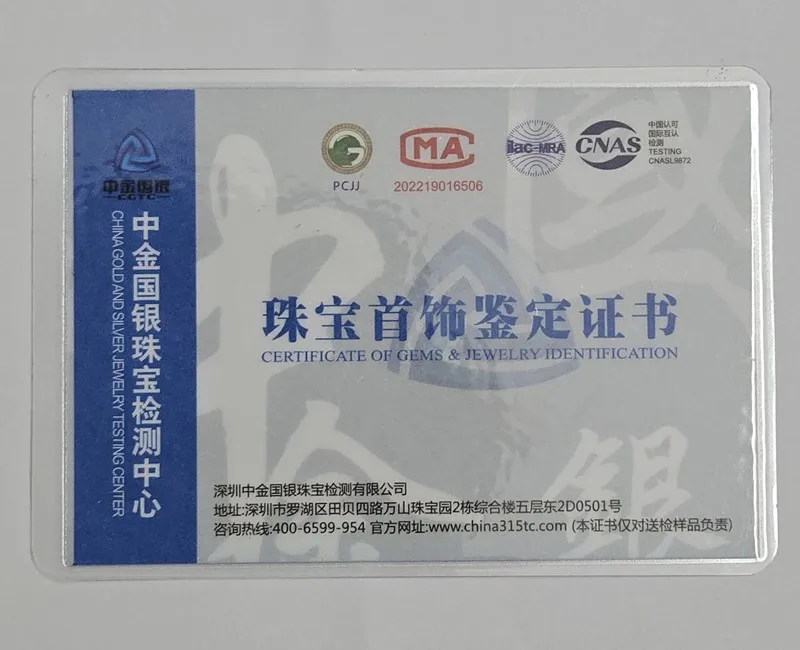 中金国银
CGTC
中金国银珠宝检测中心
CHINA GOLD AND SILVER JEWELRY TESTING CENTER
PCJJ
MA
202219016506
ilac-MRA
CNAS
中国认可
国际互认
检测
TESTING
CNASL9872
珠宝首饰鉴定证书
CERTIFICATE OF GEMS & JEWELRY IDENTIFICATION
深圳中金国银珠宝检测有限公司
地址:深圳市罗湖区田贝四路万山珠宝园2栋综合楼五层东2D0501号
咨询热线:400-6599-954 官方网址:www.china315tc.com (本证书仅对送检样品负责)